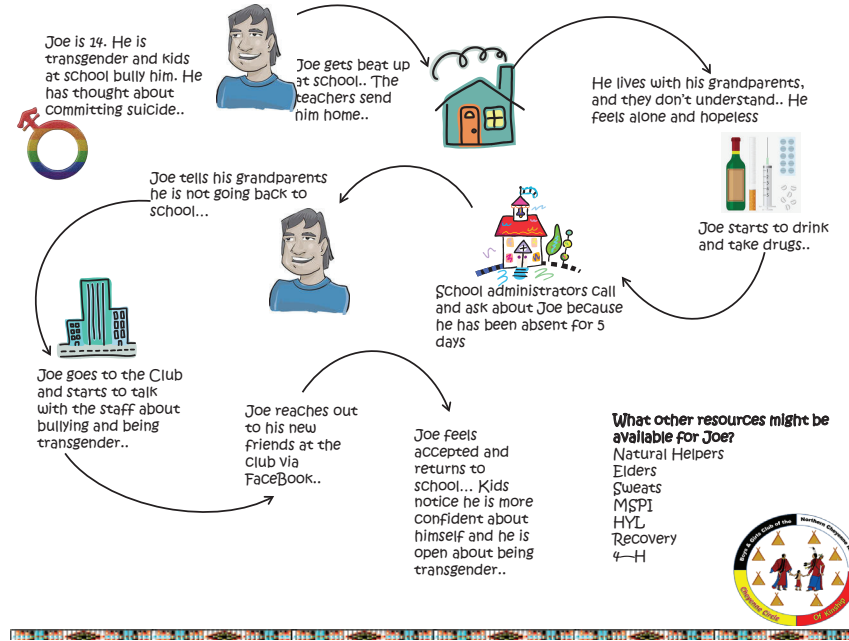 Joe is 14. He is
transgender and kids
at school bully him. He
has thought about
committing suicide..
Joe gets beat up
at school.. The
teachers send
him home..
He lives with his grandparents,
and they don't understand.. He
feels alone and hopeless
Joe starts to drink
and take drugs..
School administrators call
and ask about Joe because
he has been absent for 5
days
Joe tells his grandparents
he is not going back to
school...
Joe goes to the Club
and starts to talk
with the staff about
bullying and being
transgender..
Joe reaches out
to his new
friends at the
club via
FaceBook..
Joe feels
accepted and
returns to
school... Kids
notice he is more
confident about
himself and he is
open about being
transgender..
What other resources might be
available for Joe?
Natural Helpers
Elders
Sweats
MSPI
HYL
Recovery
4-H
Boys & Girls Club of the
Northern Cheyenne
Cheyenne Circle
Of Kinship